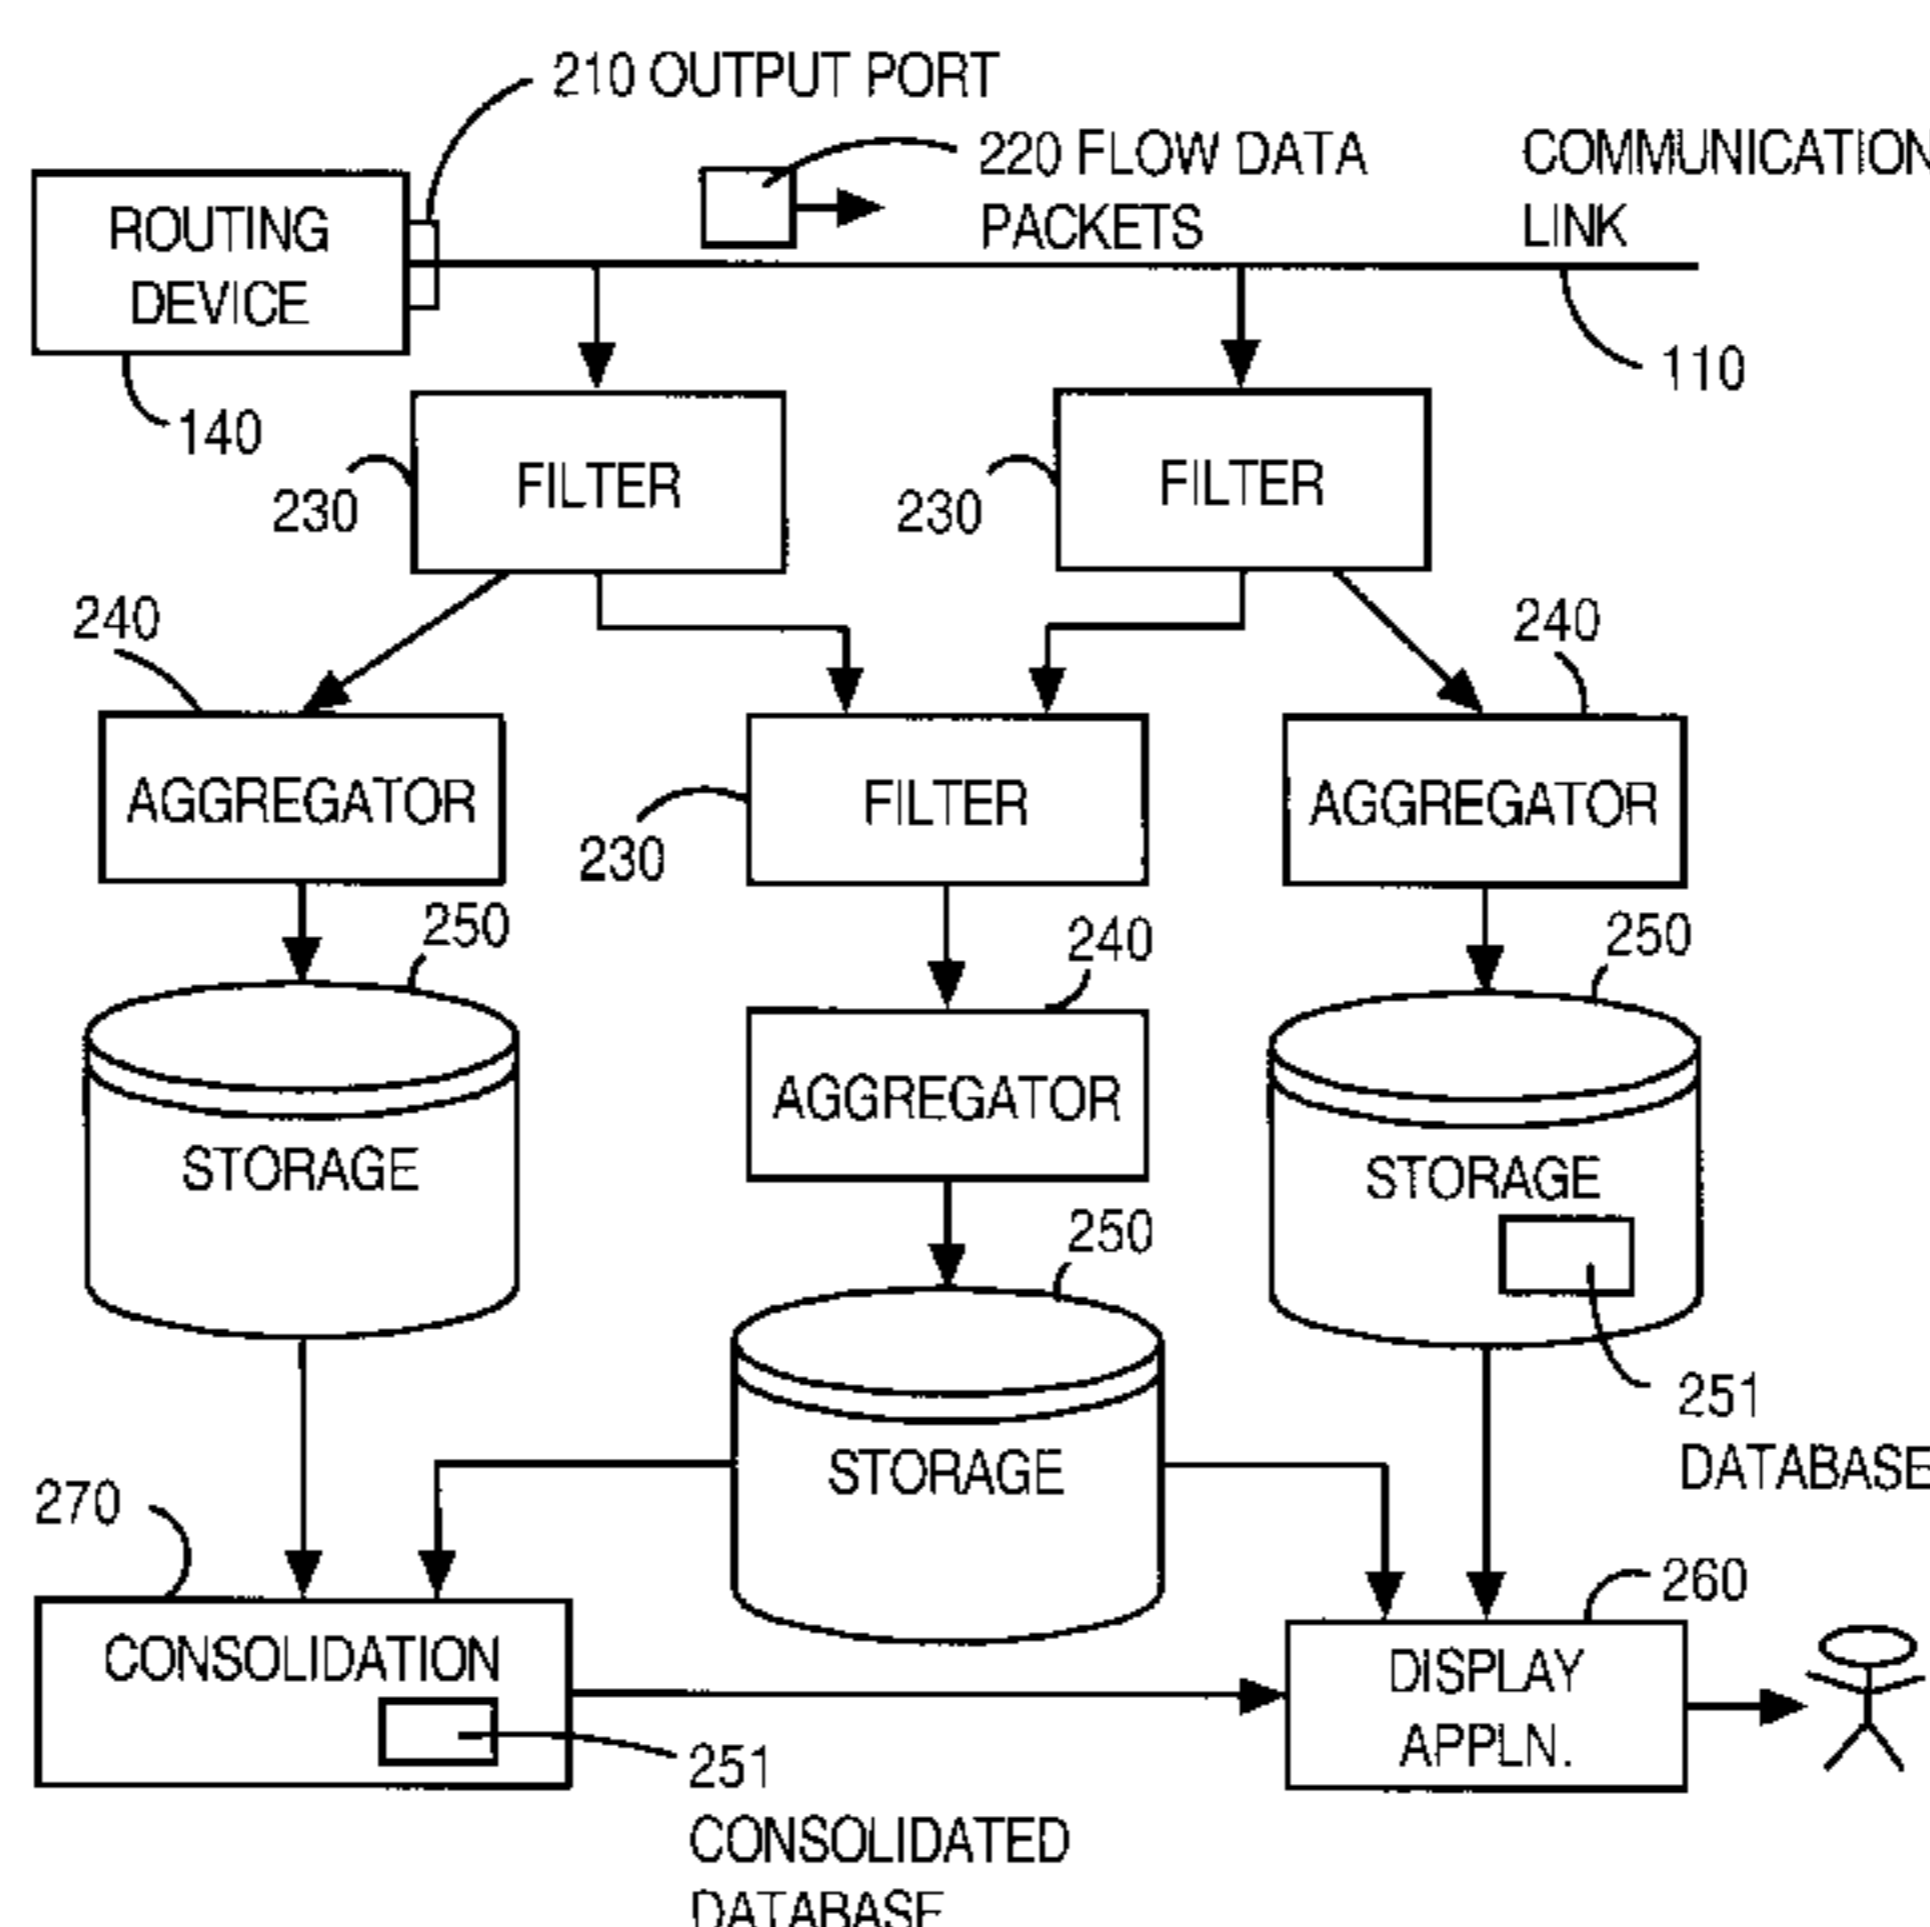 210 OUTPUT PORT
220 FLOW DATA
PACKETS
COMMUNICATION
LINK
ROUTING
DEVICE
110
140
FILTER
230
FILTER
230
240
240
AGGREGATOR
FILTER
230
AGGREGATOR
250
240
250
STORAGE
AGGREGATOR
STORAGE
250
251
DATABASE
STORAGE
270
260
CONSOLIDATION
DISPLAY
APPLN.
251
CONSOLIDATED
DATABASE